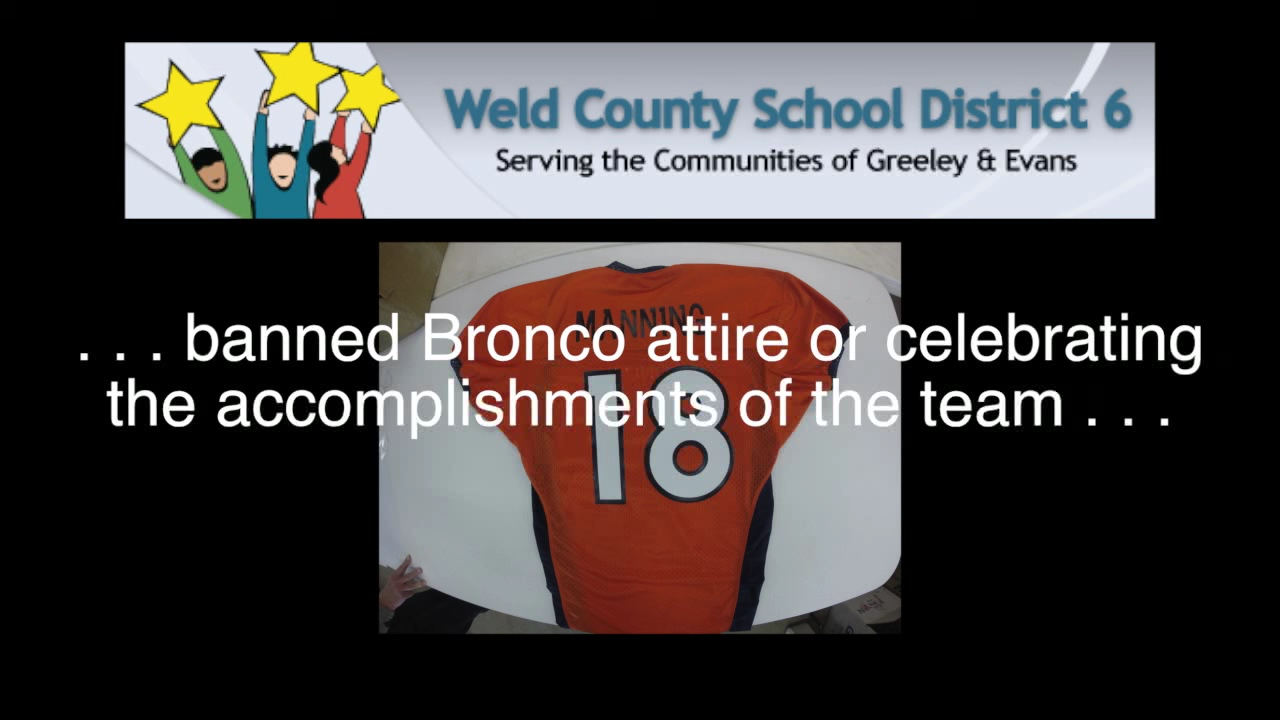 Weld County School District 6
Serving the Communities of Greeley & Evans
MANNING
. . . banned Bronco attire or celebrating
the accomplishments of the team . . .
18